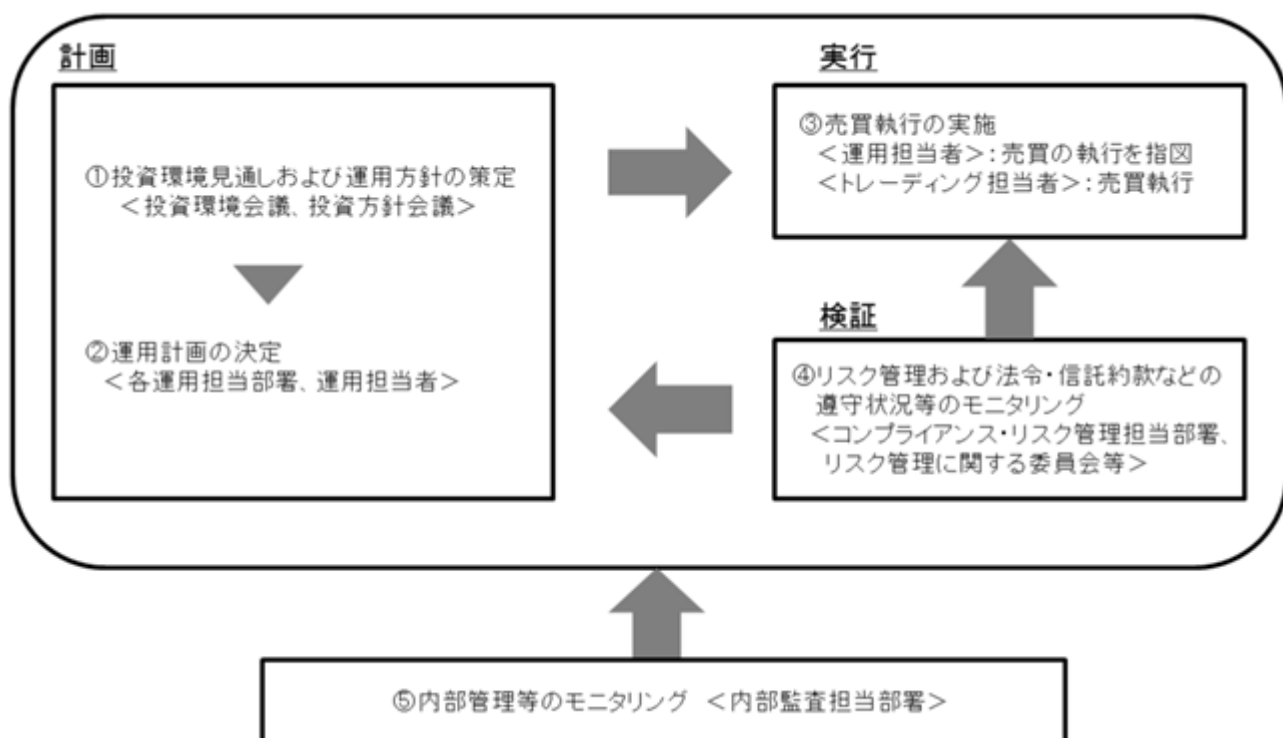 計画
①投資環境見通しおよび運用方針の策定
＜投資環境会議、投資方針会議＞
②運用計画の決定
＜各運用担当部署、運用担当者＞
実行
③売買執行の実施
＜運用担当者＞：売買の執行を指図
＜トレーディング担当者＞：売買執行
検証
④リスク管理および法令・信託約款などの
遵守状況等のモニタリング
＜コンプライアンス・リスク管理担当部署、
リスク管理に関する委員会等＞
⑤内部管理等のモニタリング ＜内部監査担当部署＞